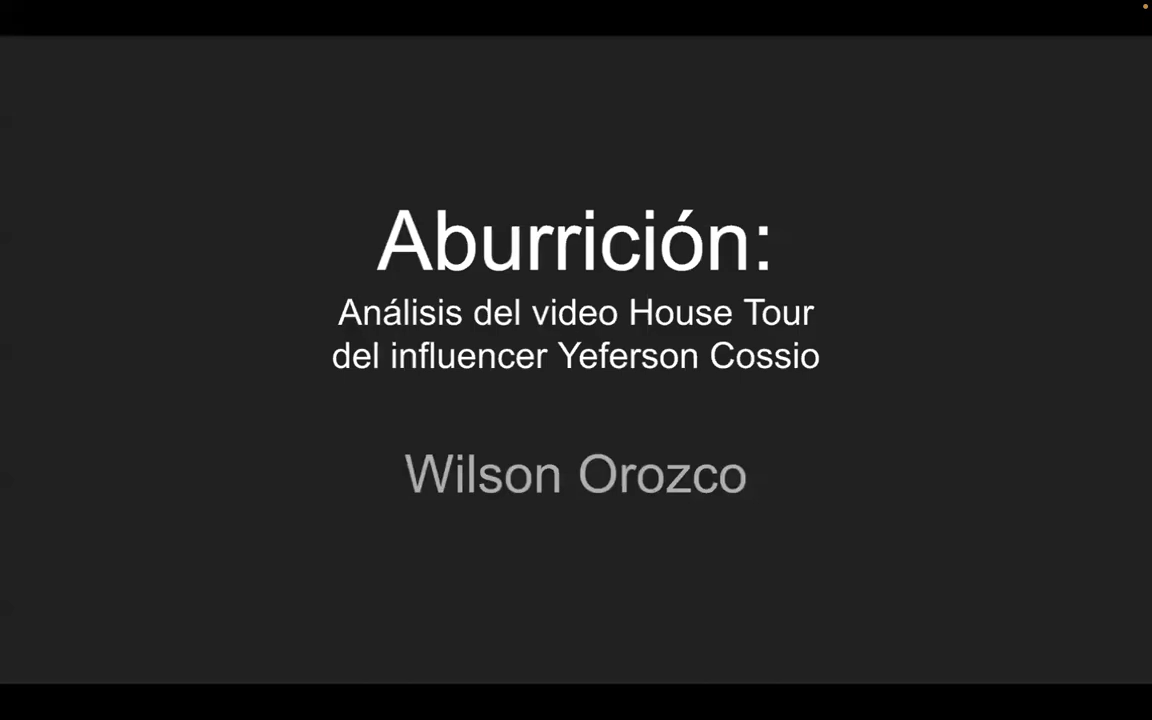 Aburrición:
Análisis del video House Tour
del influencer Yeferson Cossio
Wilson Orozco